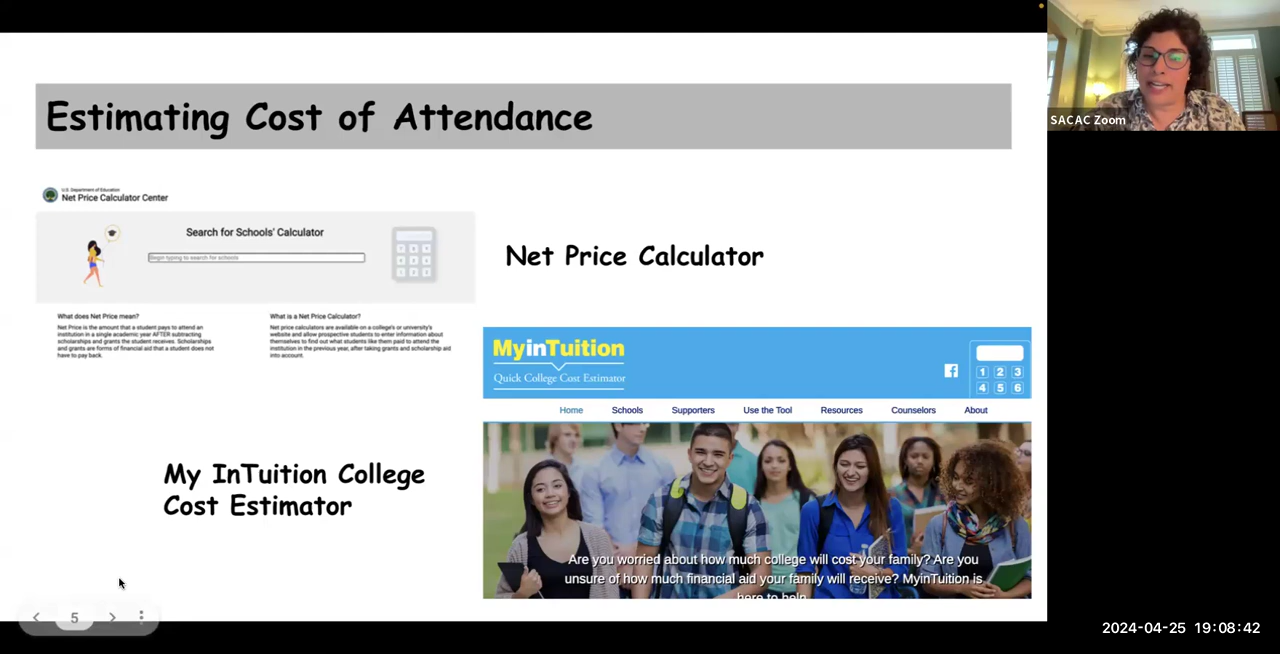 Estimating Cost of Attendance
SACAC Zoom
U.S. Department of Education
Net Price Calculator Center
Search for Schools' Calculator
Begin typing to search for schools
What does Net Price mean?
Net Price is the amount that a student pays to attend an
institution in a single academic year AFTER subtracting
scholarships and grants the student receives. Scholarships
and grants are forms of financial aid that a student does not
have to pay back.
What is a Net Price Calculator?
Net price calculators are available on a college's or university's
website and allow prospective students to enter information about
themselves to find out what students like them paid to attend the
institution in the previous year, after taking grants and scholarship aid
into account.
Net Price Calculator
MyinTuition
Quick College Cost Estimator
1 2 3
4 5 6
Home Schools Supporters Use the Tool Resources Counselors About
My InTuition College
Cost Estimator
Are you worried about how much college will cost your family? Are you
unsure of how much financial aid your family will receive? MyinTuition is
here to help.
5
2024-04-25 19:08:42